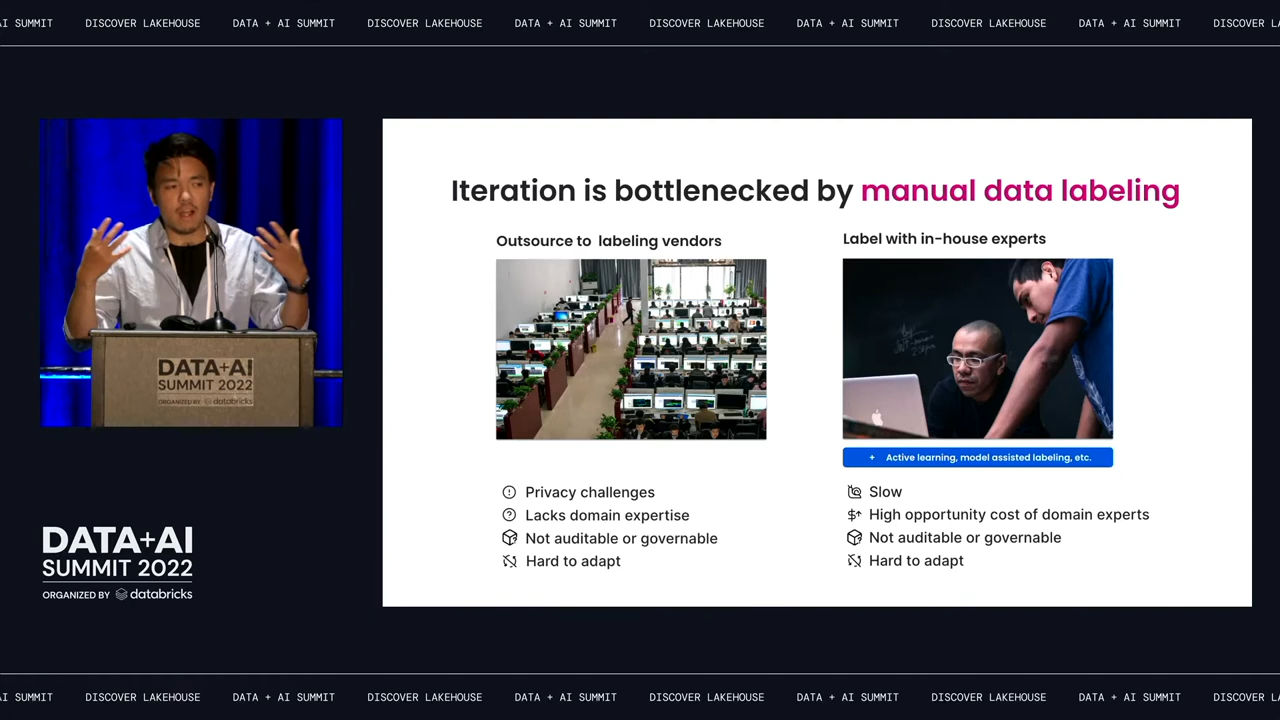 AI SUMMIT DISCOVER LAKEHOUSE DATA + AI SUMMIT DISCOVER LAKEHOUSE DATA + AI SUMMIT DISCOVER LAKEHOUSE DATA + AI SUMMIT DISCOVER LAKEHOUSE DATA + AI SUMMIT DISCOVER LA
Iteration is bottlenecked by manual data labeling
Outsource to labeling vendors
Label with in-house experts
+ Active learning, model assisted labeling, etc.
Privacy challenges
Lacks domain expertise
Not auditable or governable
Hard to adapt
Slow
High opportunity cost of domain experts
Not auditable or governable
Hard to adapt
DATA+AI
SUMMIT 2022
ORGANIZED BY databricks
DATA+AI
SUMMIT 2022
ORGANIZED BY databricks
AI SUMMIT DISCOVER LAKEHOUSE DATA + AI SUMMIT DISCOVER LAKEHOUSE DATA + AI SUMMIT DISCOVER LAKEHOUSE DATA + AI SUMMIT DISCOVER LAKEHOUSE DATA + AI SUMMIT DISCOVER LA